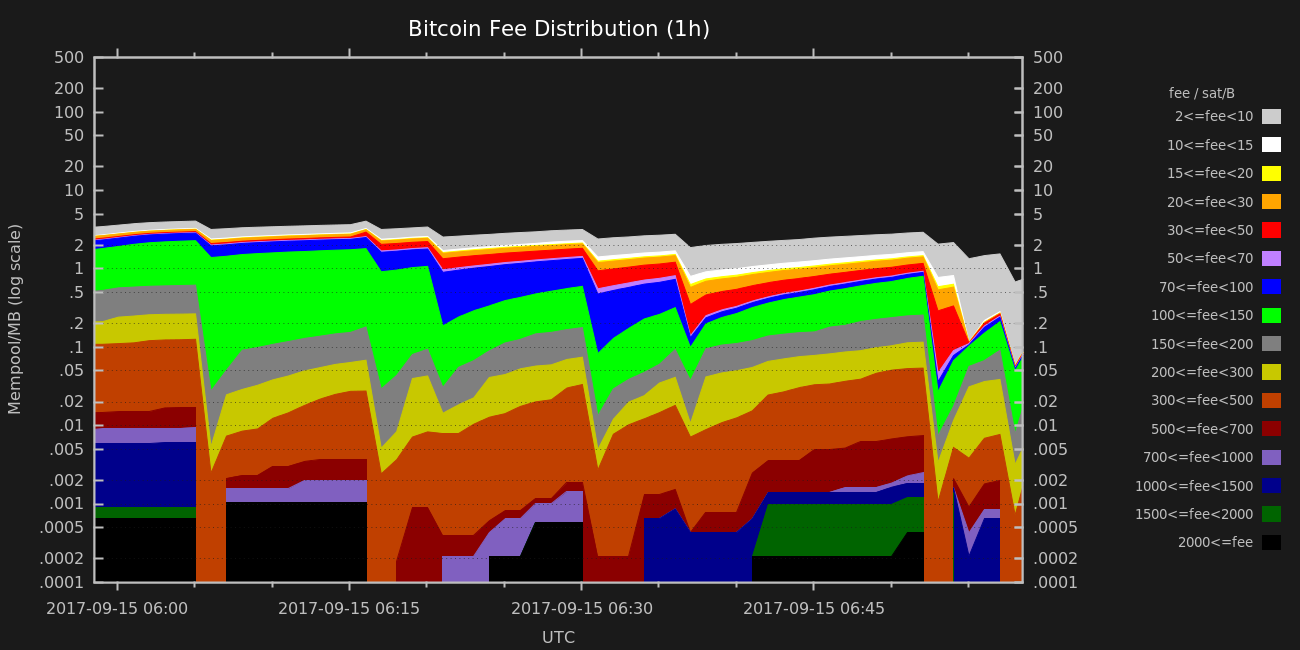 Bitcoin Fee Distribution (1h)
500
200
100
50
20
10
5
2
1
.5
.2
.1
.05
.02
.01
.005
.002
.001
.0005
.0002
.0001
Mempool/MB (log scale)
500
200
100
50
20
10
5
2
1
.5
.2
.1
.05
.02
.01
.005
.002
.001
.0005
.0002
.0001
2017-09-15 06:00
2017-09-15 06:15
2017-09-15 06:30
2017-09-15 06:45
UTC
fee / sat/B
2<=fee<10
10<=fee<15
15<=fee<20
20<=fee<30
30<=fee<50
50<=fee<70
70<=fee<100
100<=fee<150
150<=fee<200
200<=fee<300
300<=fee<500
500<=fee<700
700<=fee<1000
1000<=fee<1500
1500<=fee<2000
2000<=fee